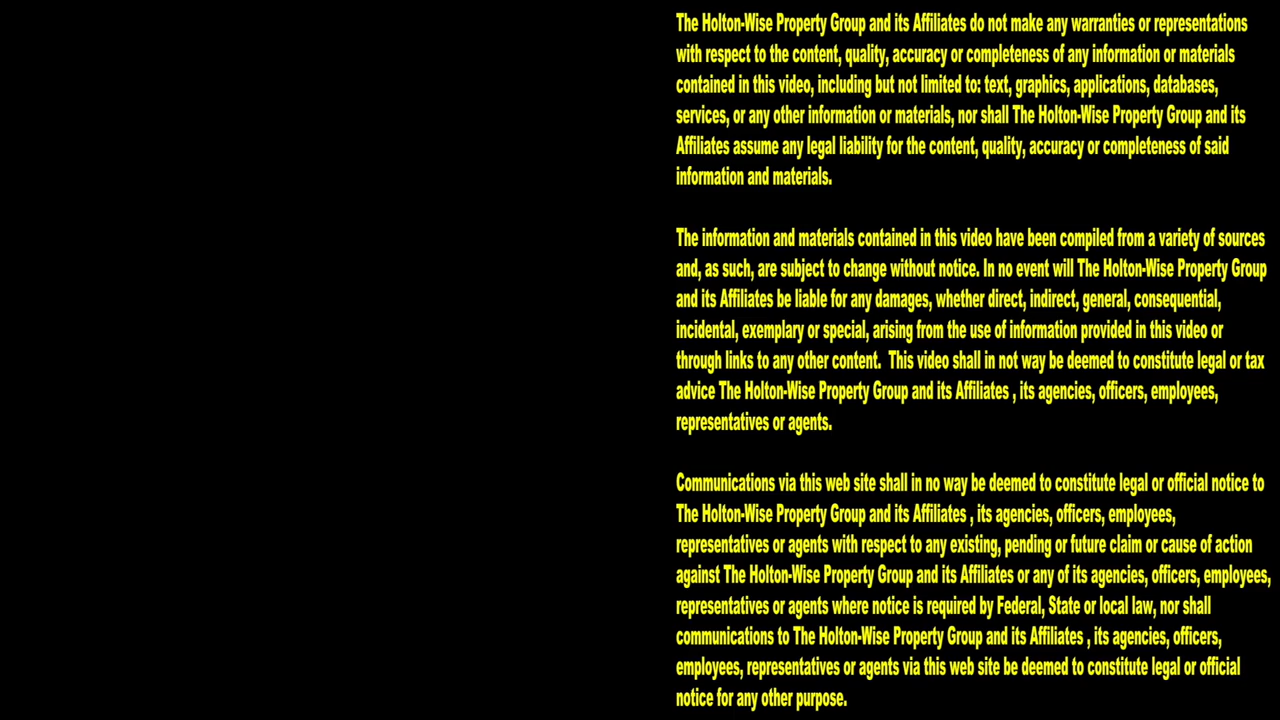 The Holton-Wise Property Group and its Affiliates do not make any warranties or representations
with respect to the content, quality, accuracy or completeness of any information or materials
contained in this video, including but not limited to: text, graphics, applications, databases,
services, or any other information or materials, nor shall The Holton-Wise Property Group and its
Affiliates assume any legal liability for the content, quality, accuracy or completeness of said
information and materials.
The information and materials contained in this video have been compiled from a variety of sources
and, as such, are subject to change without notice. In no event will The Holton-Wise Property Group
and its Affiliates be liable for any damages, whether direct, indirect, general, consequential,
incidental, exemplary or special, arising from the use of information provided in this video or
through links to any other content.  This video shall in not way be deemed to constitute legal or tax
advice The Holton-Wise Property Group and its Affiliates , its agencies, officers, employees,
representatives or agents.
Communications via this web site shall in no way be deemed to constitute legal or official notice to
The Holton-Wise Property Group and its Affiliates , its agencies, officers, employees,
representatives or agents with respect to any existing, pending or future claim or cause of action
against The Holton-Wise Property Group and its Affiliates or any of its agencies, officers, employees,
representatives or agents where notice is required by Federal, State or local law, nor shall
communications to The Holton-Wise Property Group and its Affiliates , its agencies, officers,
employees, representatives or agents via this web site be deemed to constitute legal or official
notice for any other purpose.